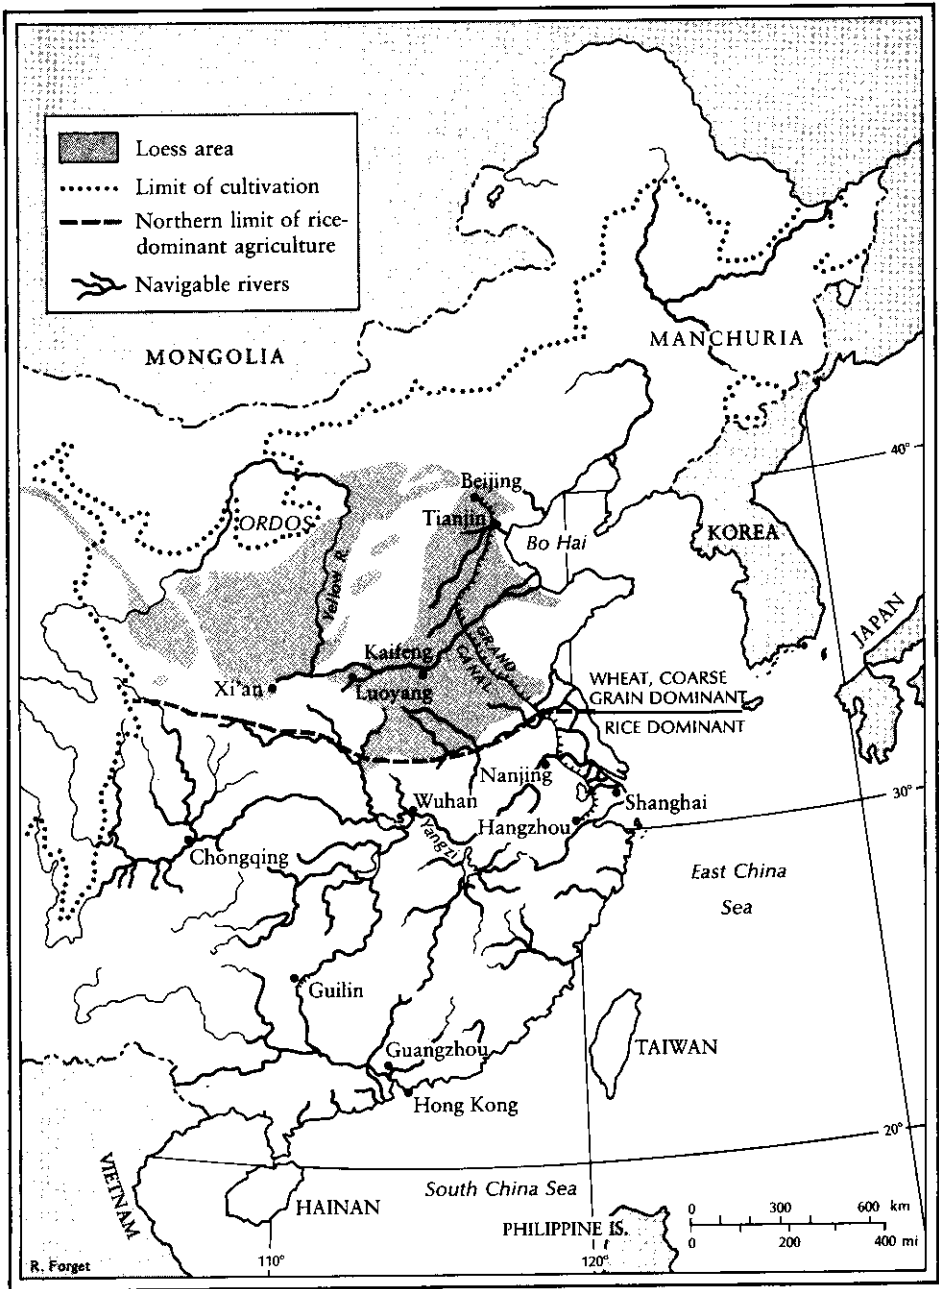 Loess area
Limit of cultivation
Northern limit of rice-
dominant agriculture
Navigable rivers
MONGOLIA
MANCHURIA
40°
Beijing
Tianjin
ORDOS
Bo Hai
KOREA
Yellow R.
JAPAN
GRAND
CANAL
Kaifeng
Xi'an
Luoyang
WHEAT, COARSE
GRAIN DOMINANT
RICE DOMINANT
Nanjing
30°
Wuhan
Shanghai
Hangzhou
Yangzi
Chongqing
East China
Sea
Guilin
Guangzhou
TAIWAN
Hong Kong
20°
VIETNAM
HAINAN
South China Sea
PHILIPPINE IS.
0 300 600 km
0 200 400 mi
R. Forget
110°
120°